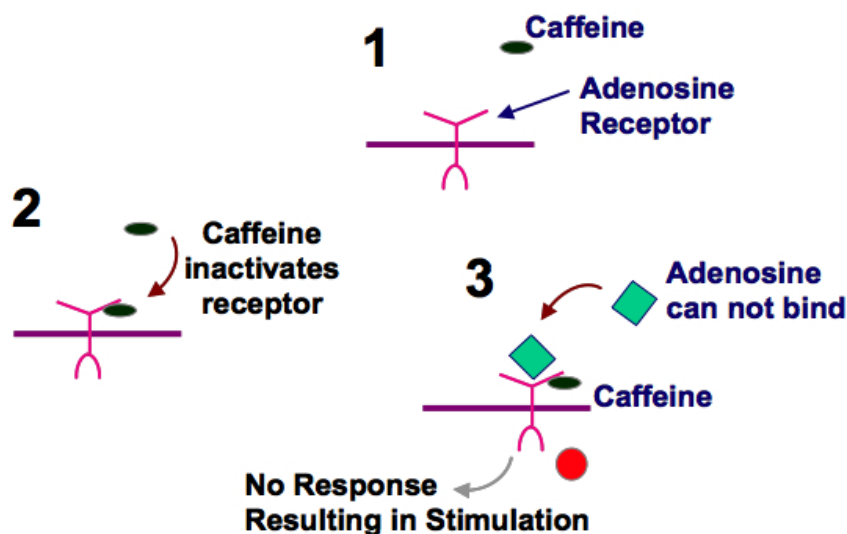 1
Caffeine
Adenosine
Receptor
2
Caffeine
inactivates
receptor
3
Adenosine
can not bind
Caffeine
No Response
Resulting in Stimulation